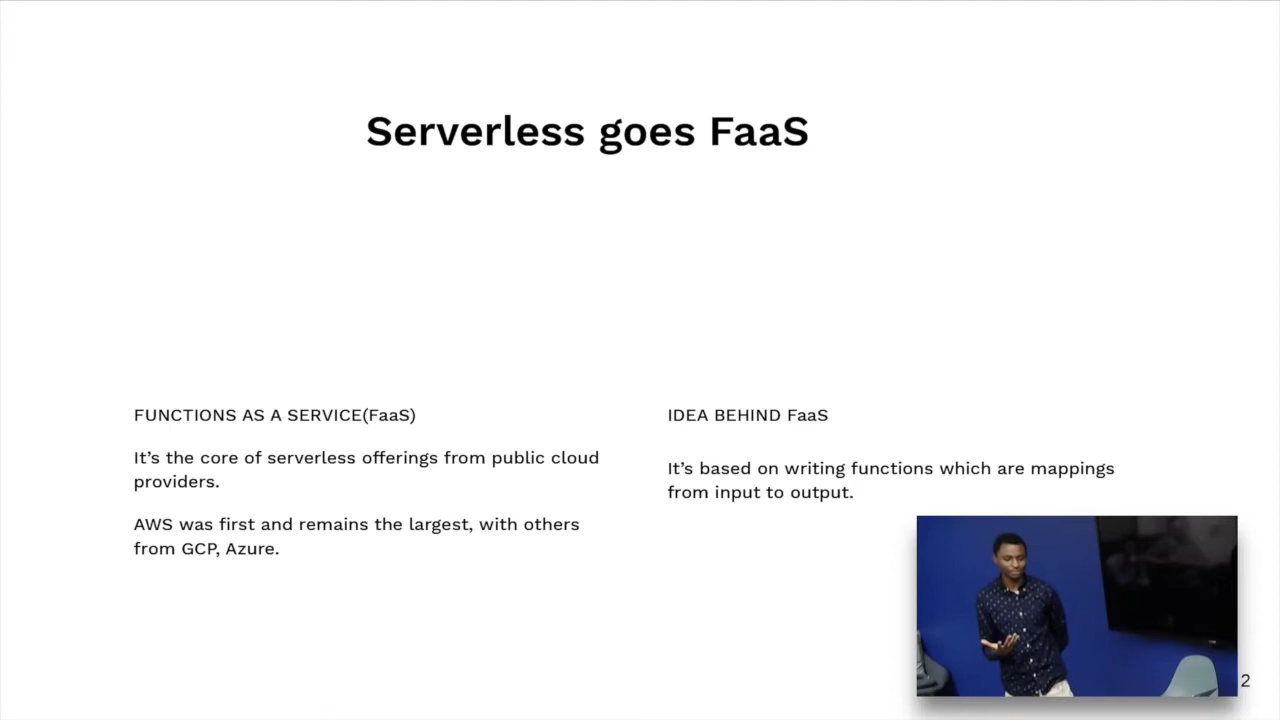 Serverless goes FaaS
FUNCTIONS AS A SERVICE(FaaS)
It’s the core of serverless offerings from public cloud
providers.
AWS was first and remains the largest, with others
from GCP, Azure.
IDEA BEHIND FaaS
It’s based on writing functions which are mappings
from input to output.
2